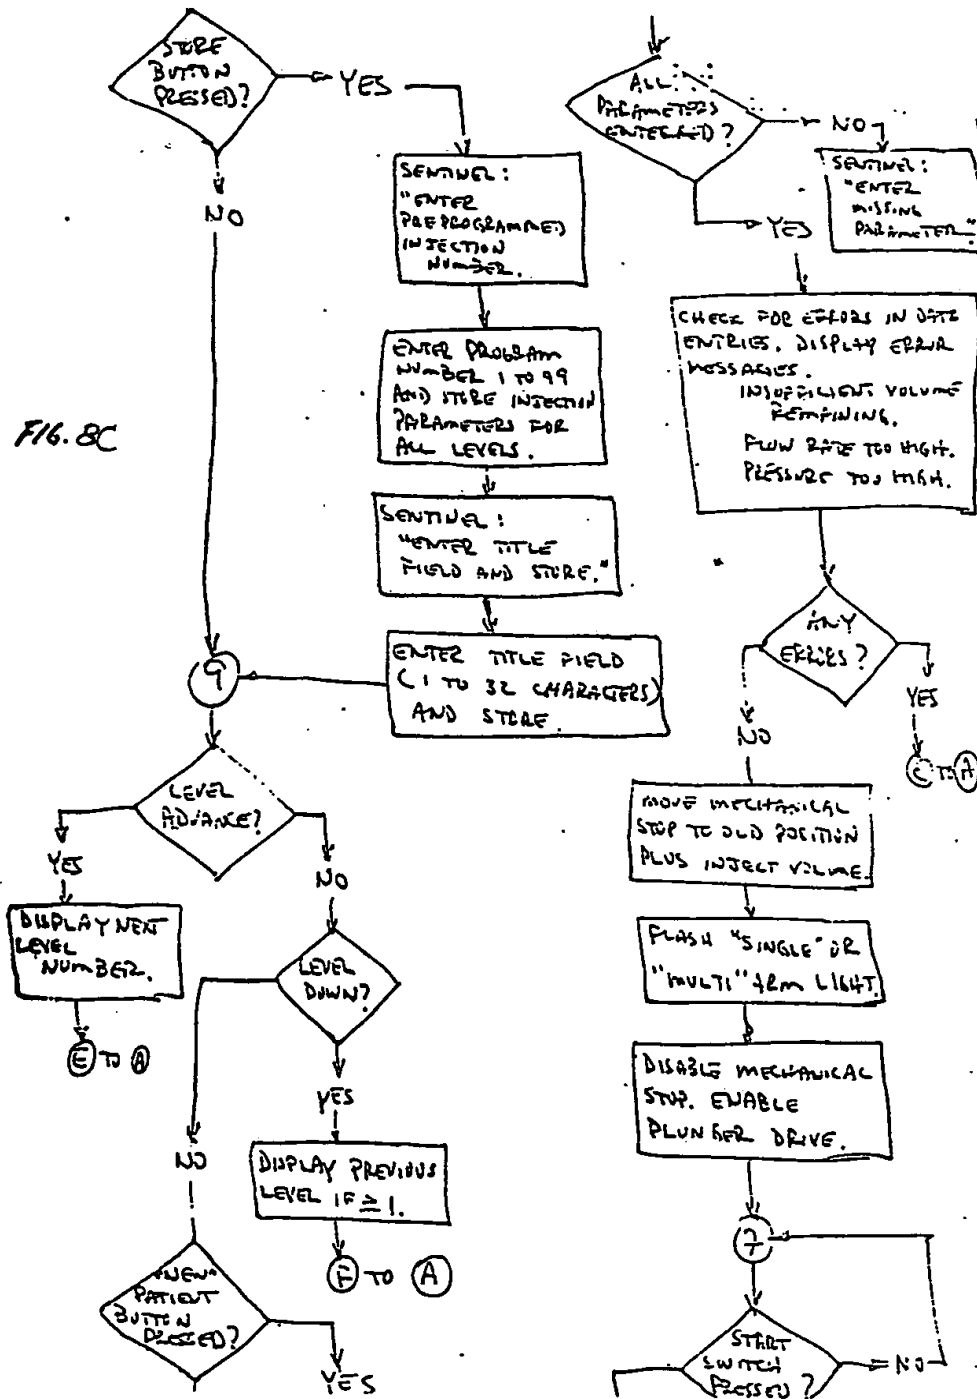 STORE
BUTTON
PRESSED?
YES
NO
SENTINEL:
"ENTER
PREPROGRAMMED
INJECTION
NUMBER.
ENTER PROGRAM
NUMBER 1 TO 99
AND STORE INJECTION
PARAMETERS FOR
ALL LEVELS.
SENTINEL:
"ENTER TITLE
FIELD AND STORE."
ENTER TITLE FIELD
(1 TO 32 CHARACTERS)
AND STORE.
FIG. 8C
9
LEVEL
ADVANCE?
YES
NO
DISPLAY NEXT
LEVEL
NUMBER.
E TO A
LEVEL
DOWN?
YES
NO
DISPLAY PREVIOUS
LEVEL IF ≥ 1.
F TO A
"NEW"
PATIENT
BUTTON
PRESSED?
YES
ALL
PARAMETERS
ENTERED?
NO
SENTINEL:
"ENTER
MISSING
PARAMETER."
YES
CHECK FOR ERRORS IN DATE
ENTRIES. DISPLAY ERROR
MESSAGES.
INSUFFICIENT VOLUME
REMAINING.
FLOW RATE TOO HIGH.
PRESSURE TOO HIGH.
ANY
ERRORS?
YES
C TO A
NO
MOVE MECHANICAL
STOP TO OLD POSITION
PLUS INJECT VOLUME.
FLASH "SINGLE" OR
"MULTI" ARM LIGHT.
DISABLE MECHANICAL
STOP. ENABLE
PLUNGER DRIVE.
7
START
SWITCH
PRESSED?
NO